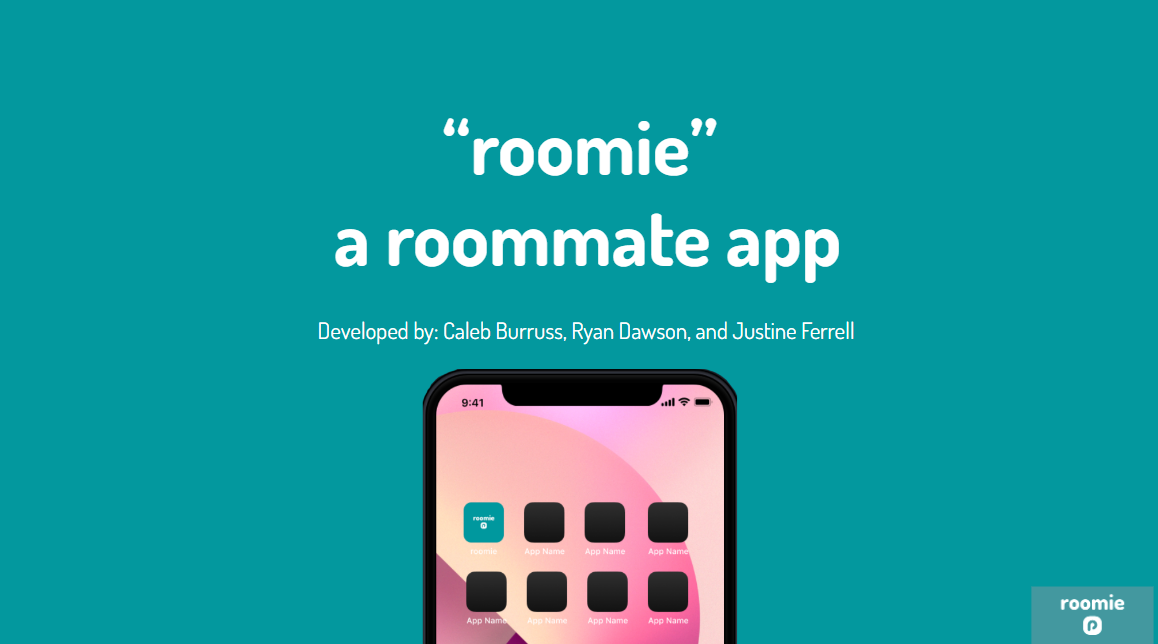 “roomie”
a roommate app
Developed by: Caleb Burruss, Ryan Dawson, and Justine Ferrell
9:41
roomie
roomie
App Name
App Name
App Name
App Name
App Name
App Name
App Name
roomie